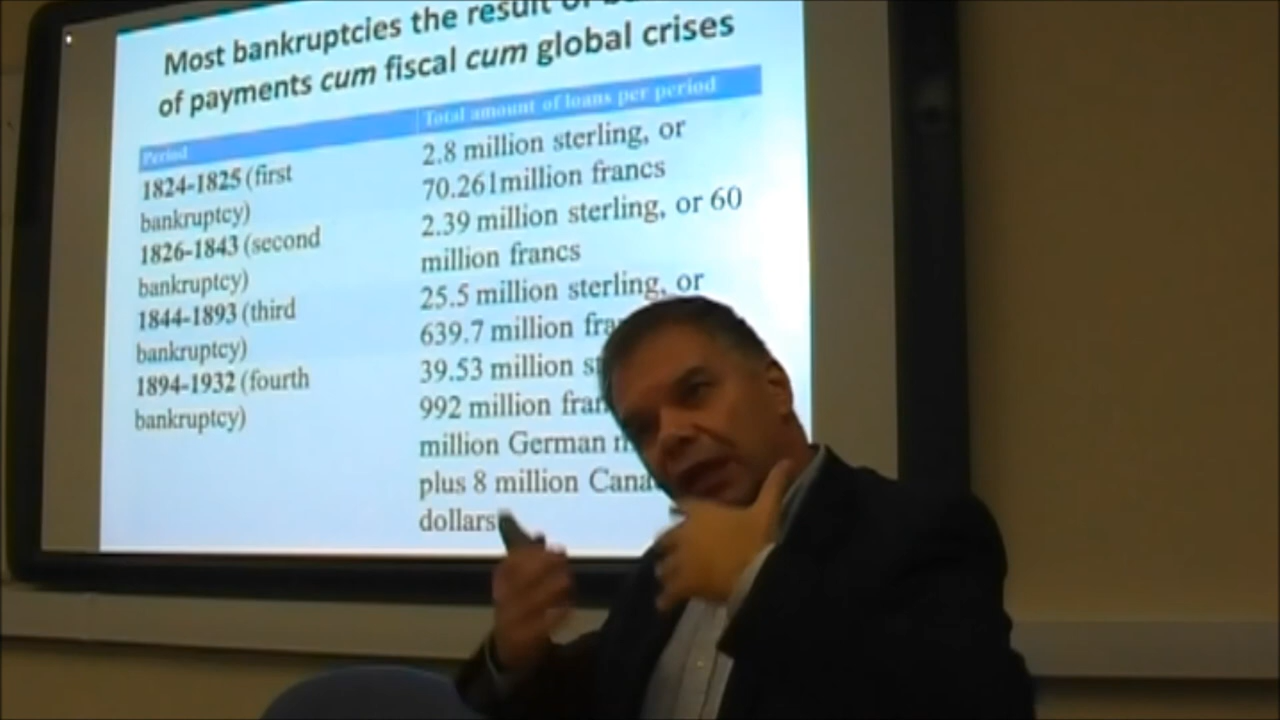 Most bankruptcies the result of
of payments cum fiscal cum global crises
Period
Total amount of loans per period
1824-1825 (first
bankruptcy)
1826-1843 (second
bankruptcy)
1844-1893 (third
bankruptcy)
1894-1932 (fourth
bankruptcy)
2.8 million sterling, or
70.261million francs
2.39 million sterling, or 60
million francs
25.5 million sterling, or
639.7 million
39.53 million
992 million
million German
plus 8 million
dollars